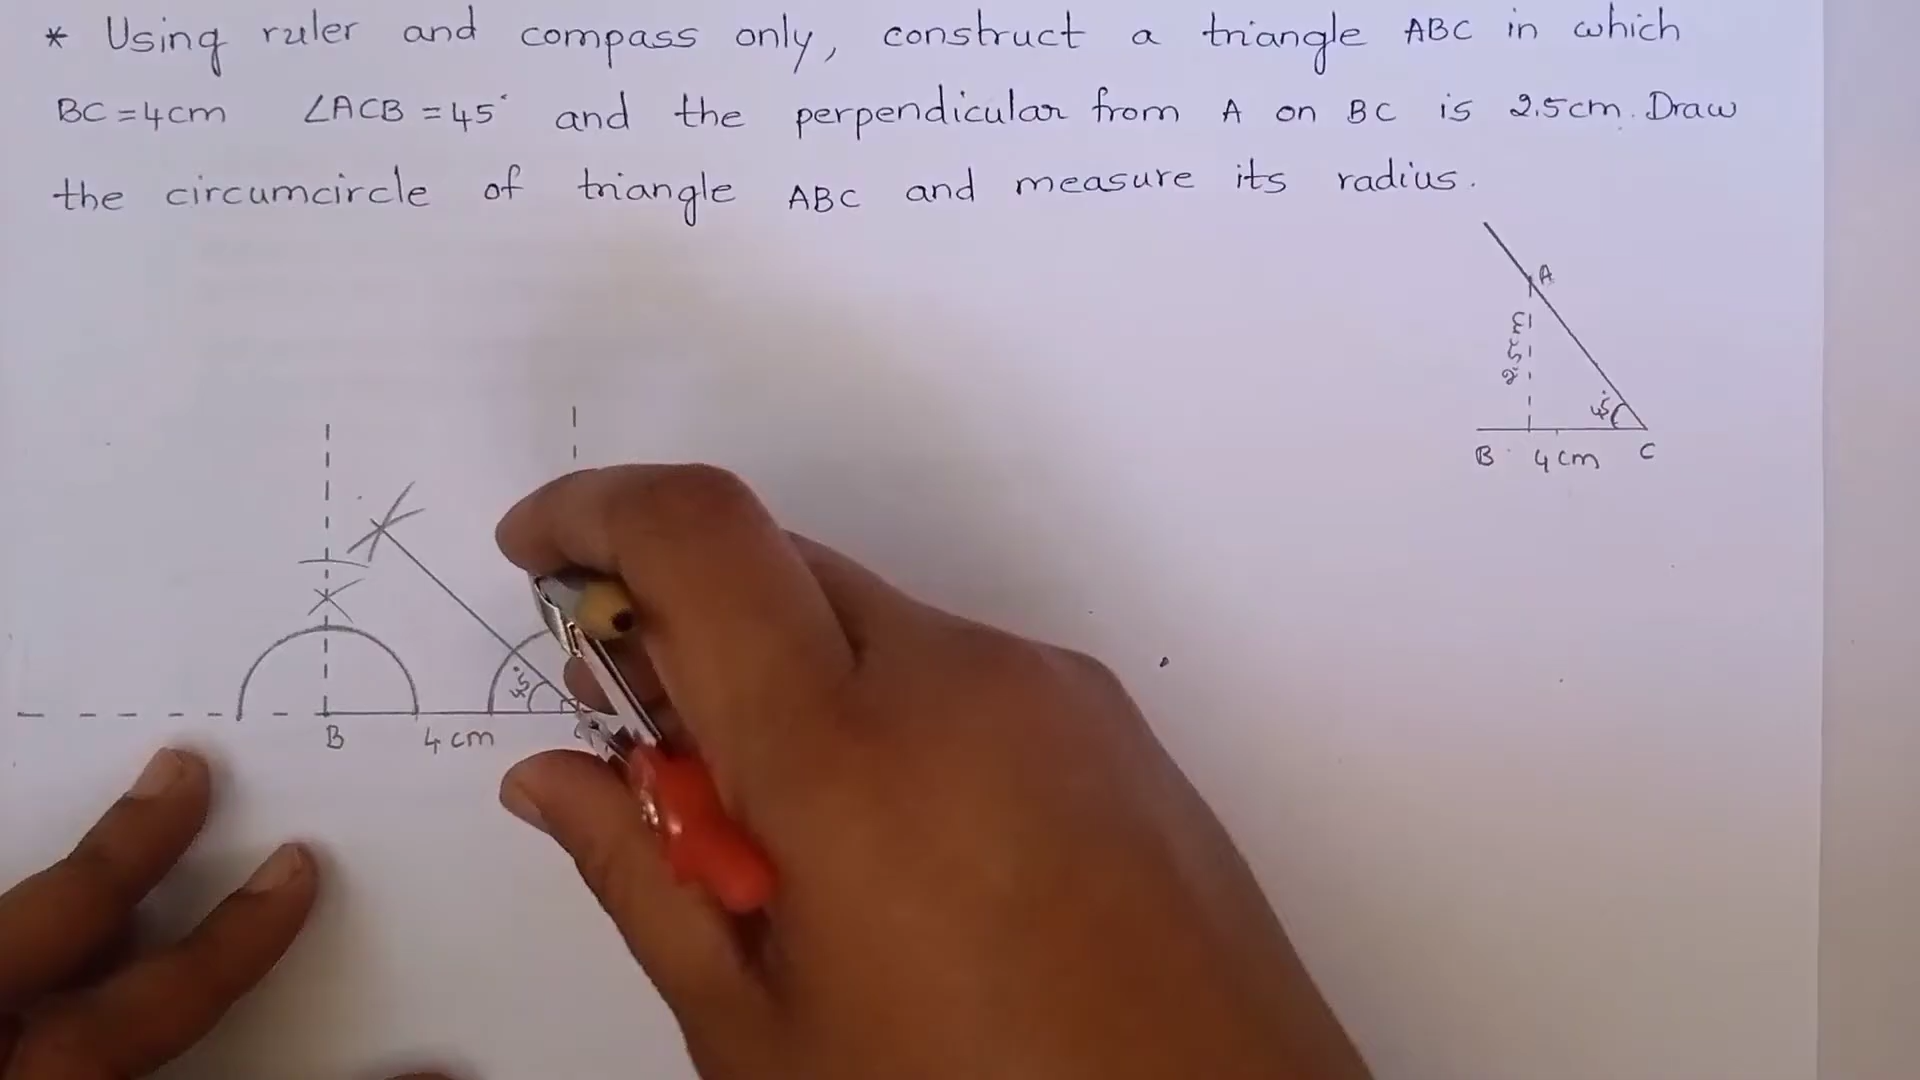 * Using ruler and compass only, construct a triangle ABC in which
BC = 4cm ∠ACB = 45° and the perpendicular from A on BC is 2.5cm. Draw
the circumcircle of triangle ABC and measure its radius.
A
2.5cm
45°
B 4cm C
45°
B 4cm